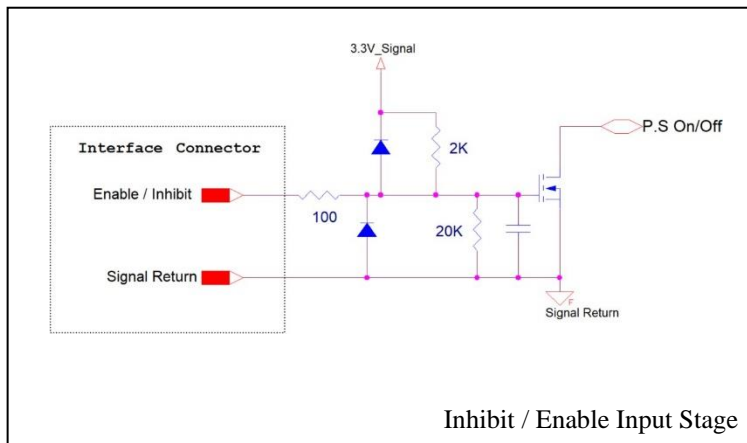 3.3V_Signal
P.S On/Off
2K
Interface Connector
Enable / Inhibit
100
20K
Signal Return
F
Signal Return
Inhibit / Enable Input Stage